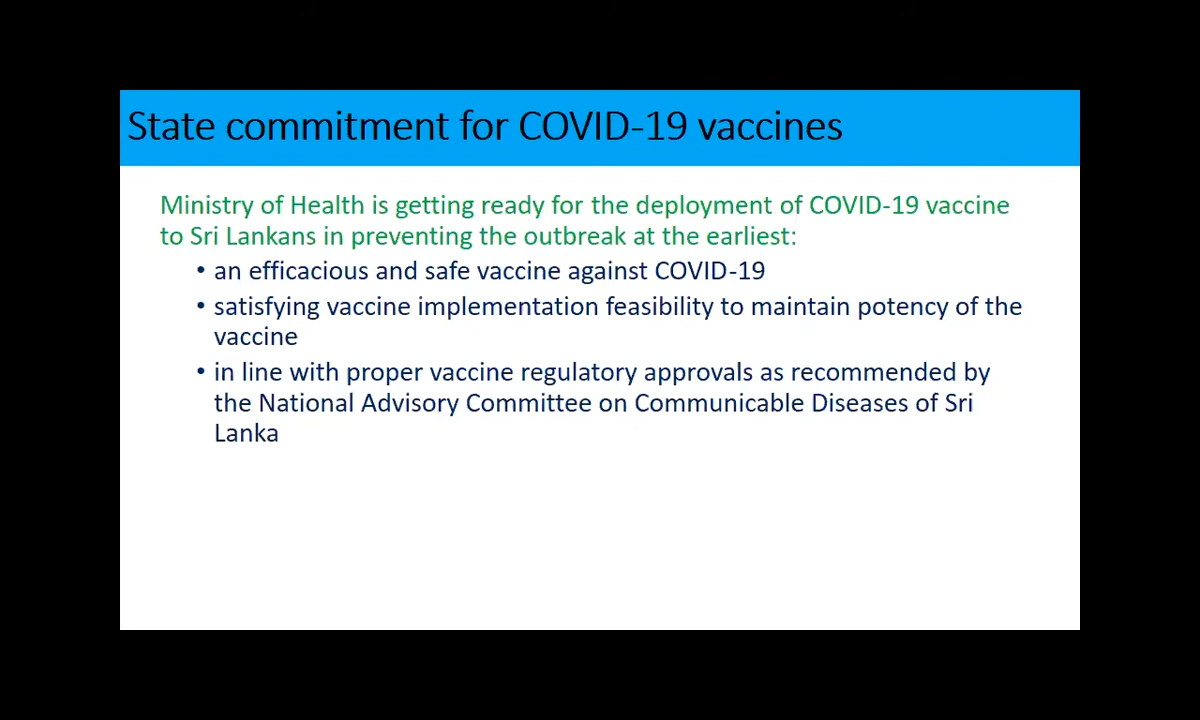 State commitment for COVID-19 vaccines
Ministry of Health is getting ready for the deployment of COVID-19 vaccine
to Sri Lankans in preventing the outbreak at the earliest:
• an efficacious and safe vaccine against COVID-19
• satisfying vaccine implementation feasibility to maintain potency of the
vaccine
• in line with proper vaccine regulatory approvals as recommended by
the National Advisory Committee on Communicable Diseases of Sri
Lanka